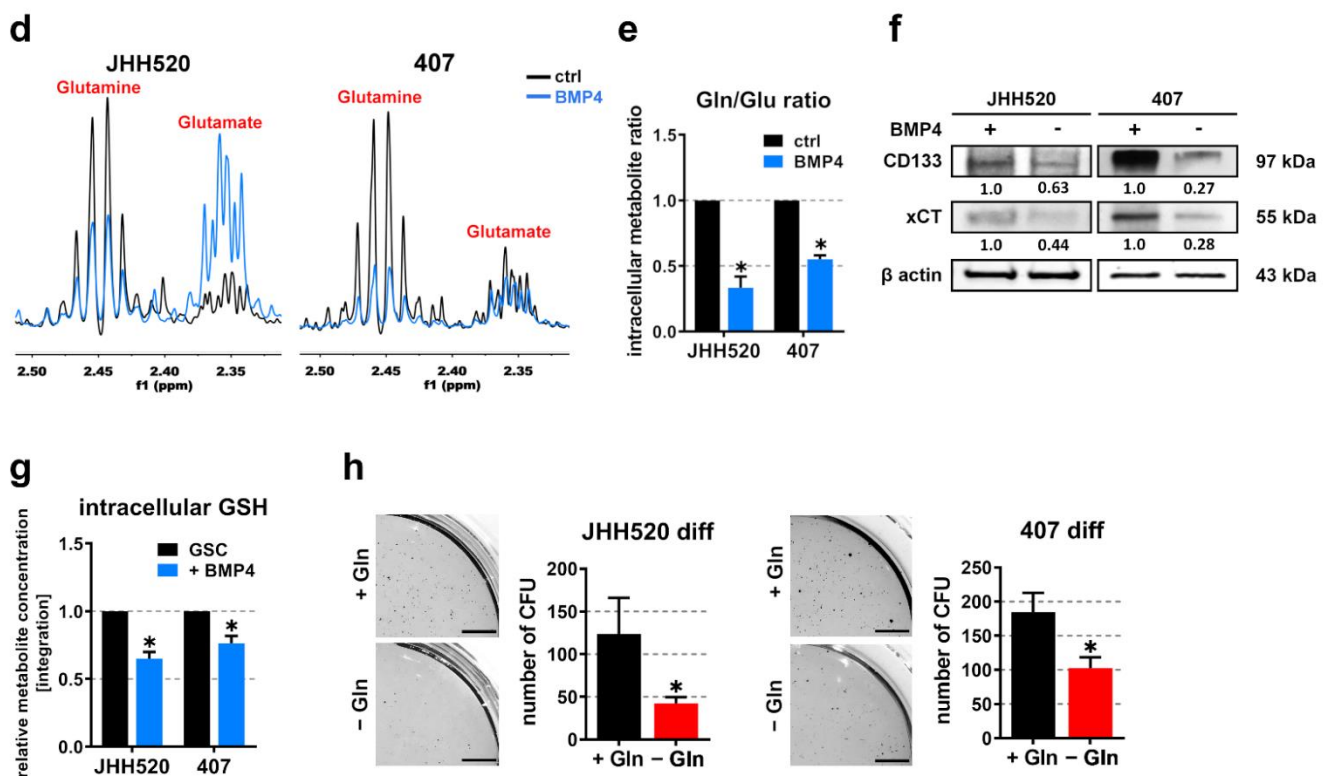 d
JHH520
407
Glutamine
Glutamate
Glutamine
Glutamate
ctrl
BMP4
2.50 2.45 2.40 2.35
f1 (ppm)
2.50 2.45 2.40 2.35
f1 (ppm)
e
Gln/Glu ratio
intracellular metabolite ratio
1.5
1.0
0.5
0.0
ctrl
BMP4
* *
JHH520 407
f
JHH520 407
BMP4 + - + -
CD133 97 kDa
1.0 0.63 1.0 0.27
xCT 55 kDa
1.0 0.44 1.0 0.28
β actin 43 kDa
g
intracellular GSH
relative metabolite concentration
[integration]
1.5
1.0
0.5
0.0
GSC
+ BMP4
* *
JHH520 407
h
+ Gln
– Gln
JHH520 diff
number of CFU
200
150
100
50
0
*
+ Gln – Gln
+ Gln
– Gln
407 diff
number of CFU
250
200
150
100
50
0
*
+ Gln – Gln